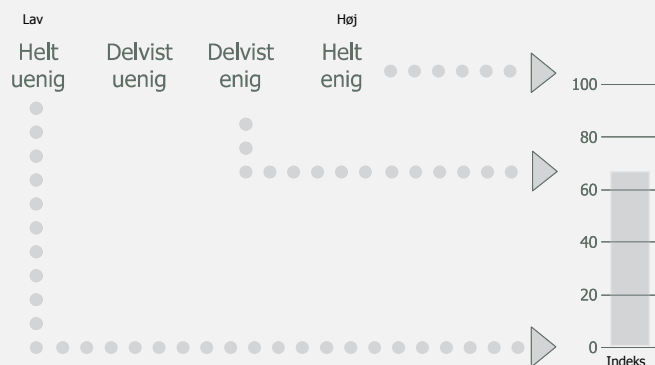 Lav
Høj
Helt uenig
Delvist uenig
Delvist enig
Helt enig
100
80
60
40
20
0
Indeks